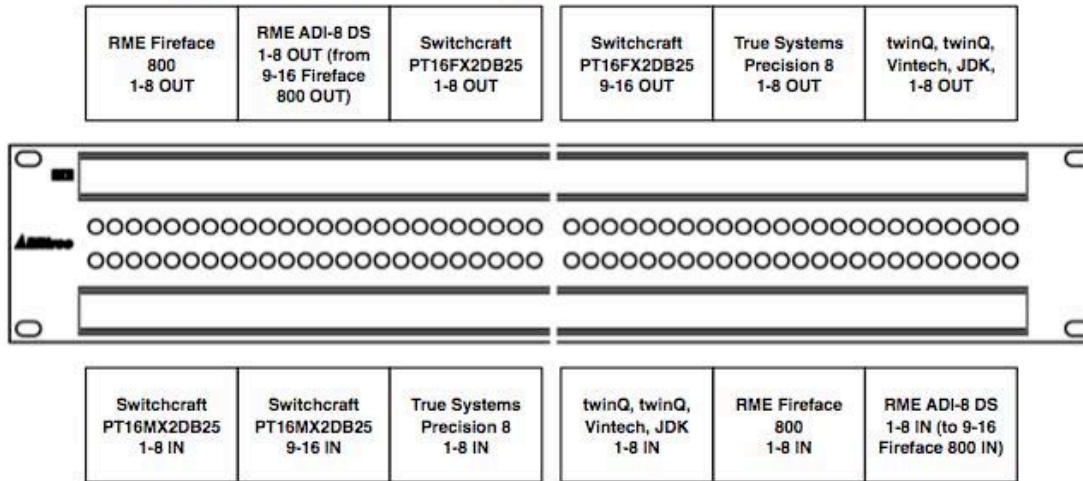 RME Fireface
800
1-8 OUT
RME ADI-8 DS
1-8 OUT (from
9-16 Fireface
800 OUT)
Switchcraft
PT16FX2DB25
1-8 OUT
Switchcraft
PT16FX2DB25
9-16 OUT
True Systems
Precision 8
1-8 OUT
twinQ, twinQ,
Vintech, JDK,
1-8 OUT
Switchcraft
PT16MX2DB25
1-8 IN
Switchcraft
PT16MX2DB25
9-16 IN
True Systems
Precision 8
1-8 IN
twinQ, twinQ,
Vintech, JDK
1-8 IN
RME Fireface
800
1-8 IN
RME ADI-8 DS
1-8 IN (to 9-16
Fireface 800 IN)